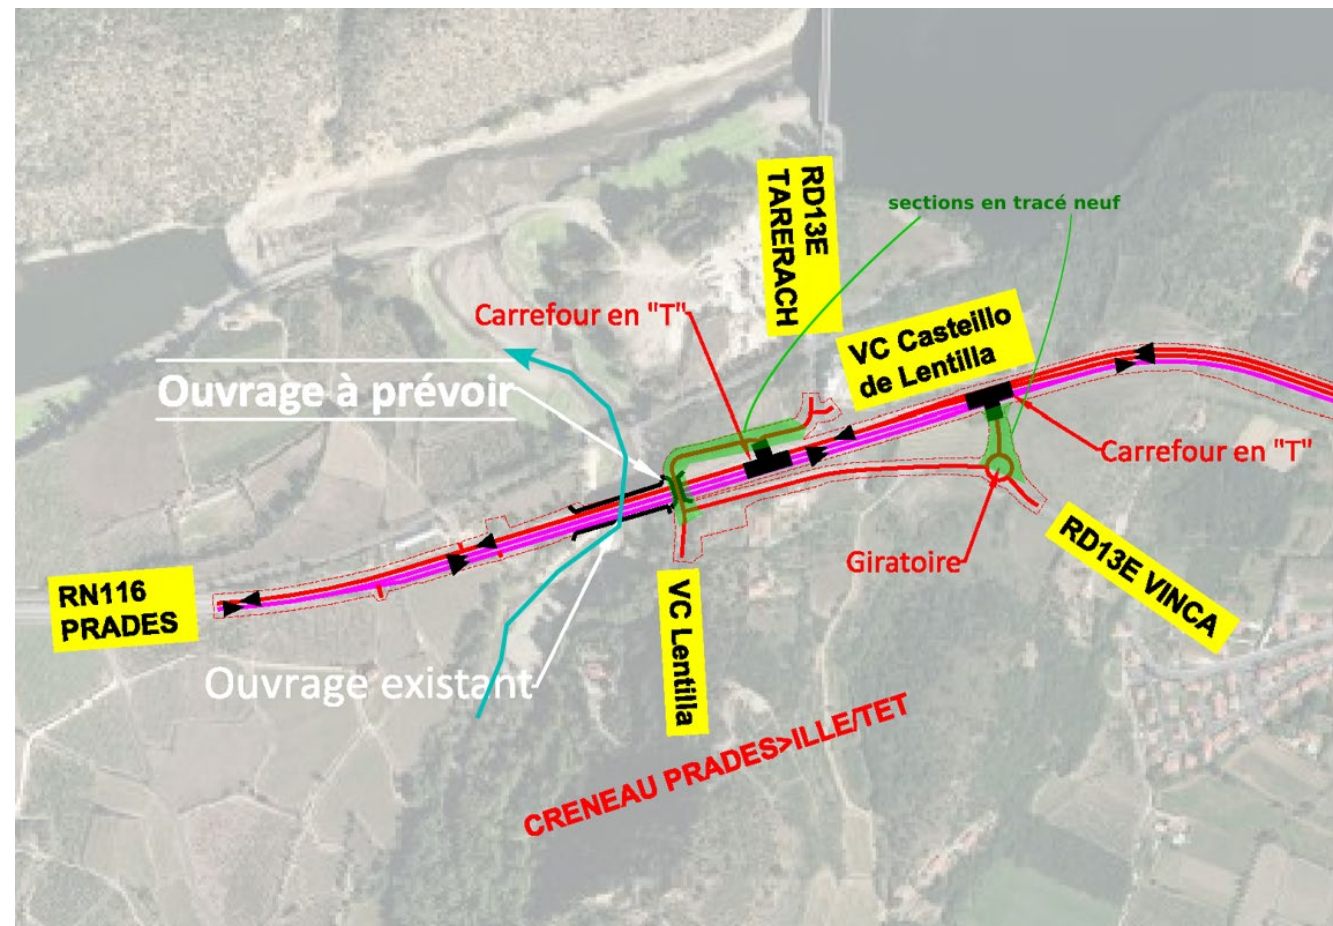 RD13E
TARERACH
sections en tracé neuf
Carrefour en "T"
VC Casteillo
de Lentilla
Ouvrage à prévoir
Carrefour en "T"
Giratoire
RD13E VINCA
RN116
PRADES
VC Lentilla
Ouvrage existant
CRENEAU PRADES>ILLE/TET